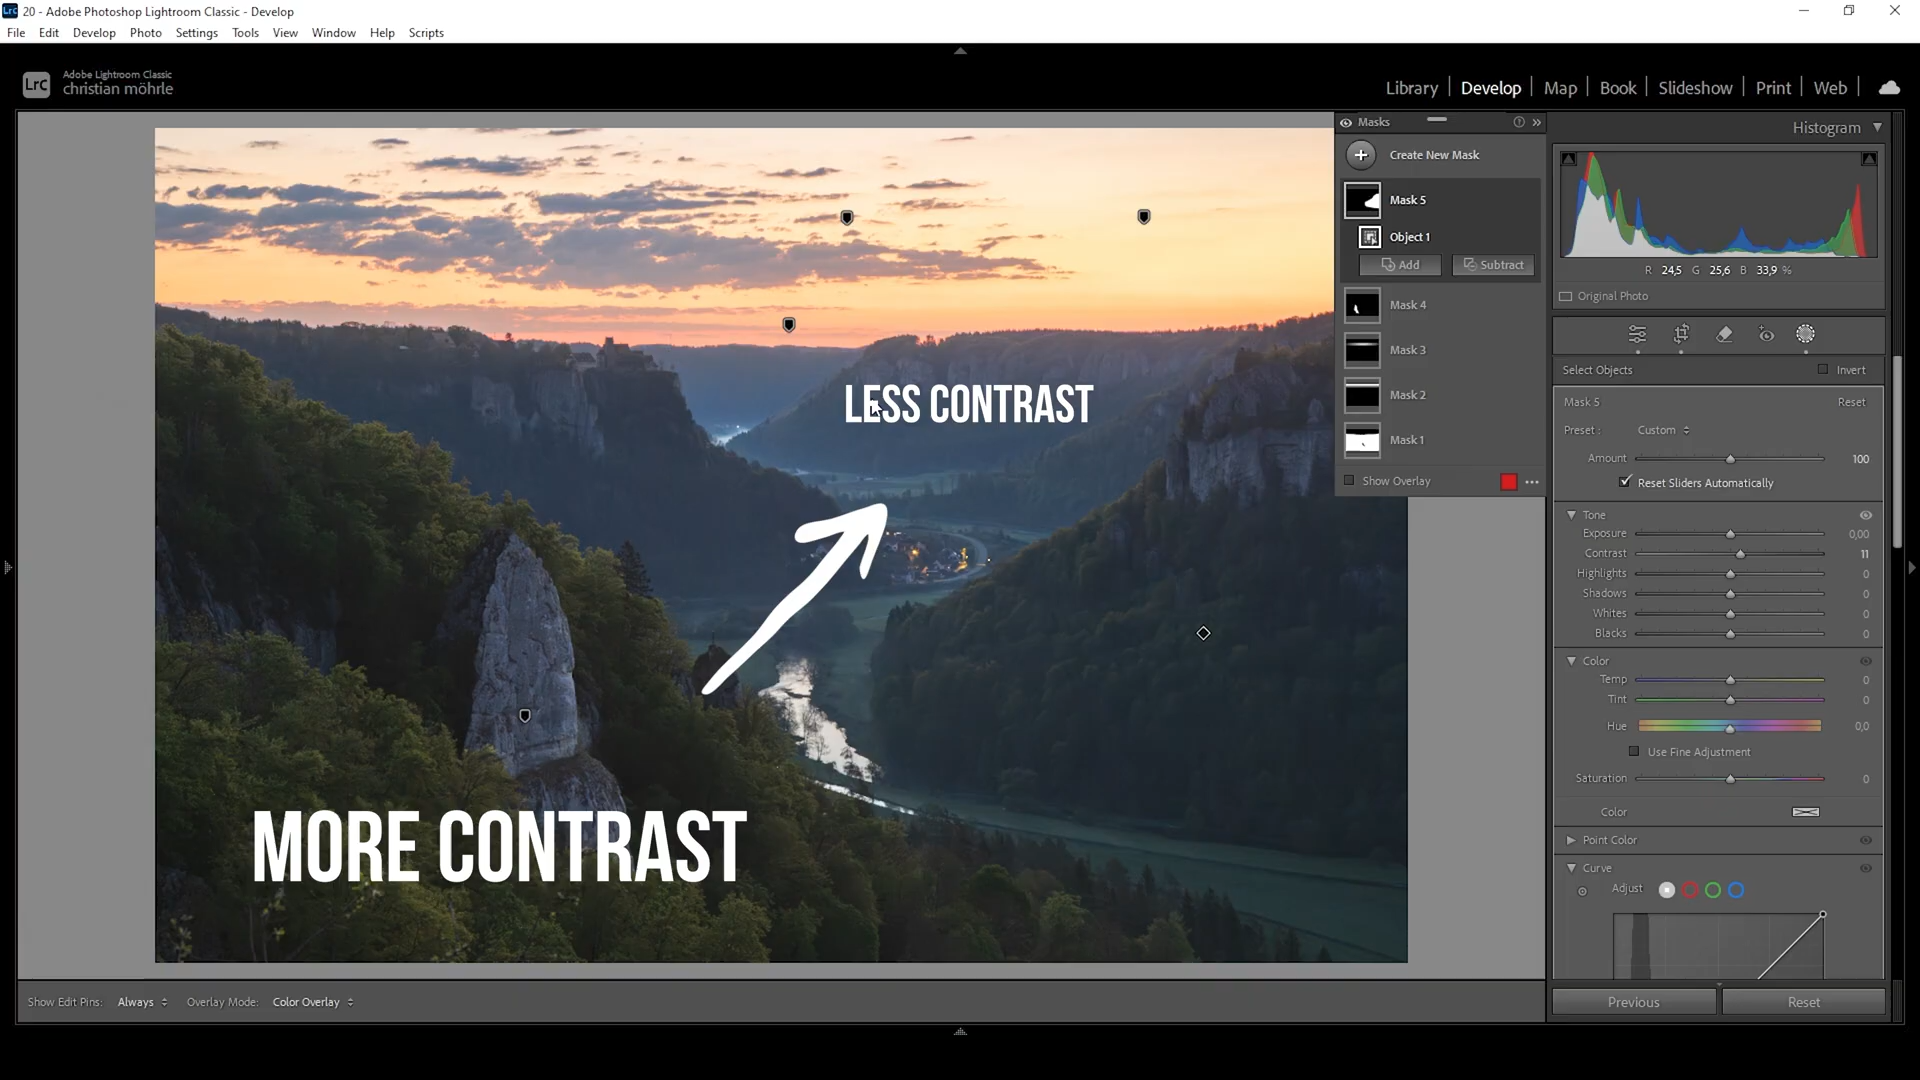 20 - Adobe Photoshop Lightroom Classic - Develop
File Edit Develop Photo Settings Tools View Window Help Scripts
Adobe Lightroom Classic
christian möhrle
Library Develop Map Book Slideshow Print Web
Masks
Create New Mask
Mask 5
Object 1
Add Subtract
Mask 4
Mask 3
Mask 2
Mask 1
Show Overlay
Histogram
R 24,5 G 25,6 B 33,9 %
Original Photo
Select Objects Invert
Mask 5 Reset
Preset : Custom
Amount 100
Reset Sliders Automatically
Tone
Exposure 0,00
Contrast 11
Highlights 0
Shadows 0
Whites 0
Blacks 0
Color
Temp 0
Tint 0
Hue 0,0
Use Fine Adjustment
Saturation 0
Color
Point Color
Curve
Adjust
Previous Reset
LESS CONTRAST
MORE CONTRAST
Show Edit Pins: Always Overlay Mode: Color Overlay
LrC
Lrc